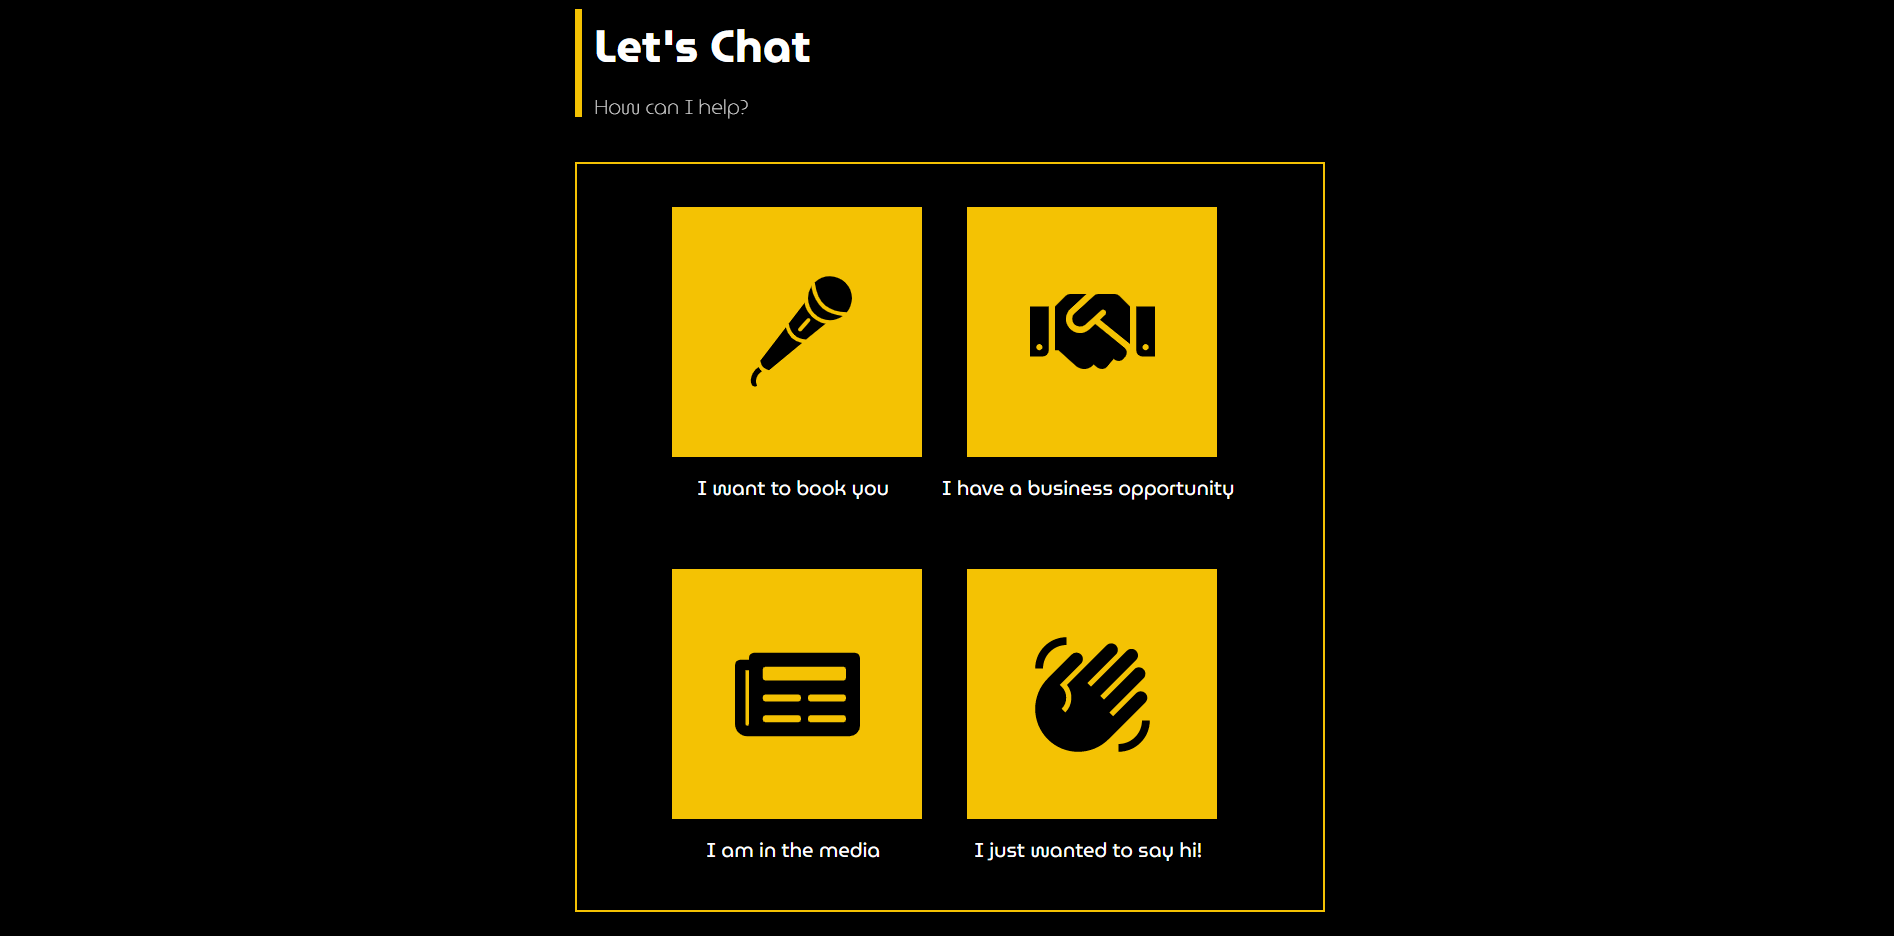 Let's Chat
How can I help?
I want to book you
I have a business opportunity
I am in the media
I just wanted to say hi!